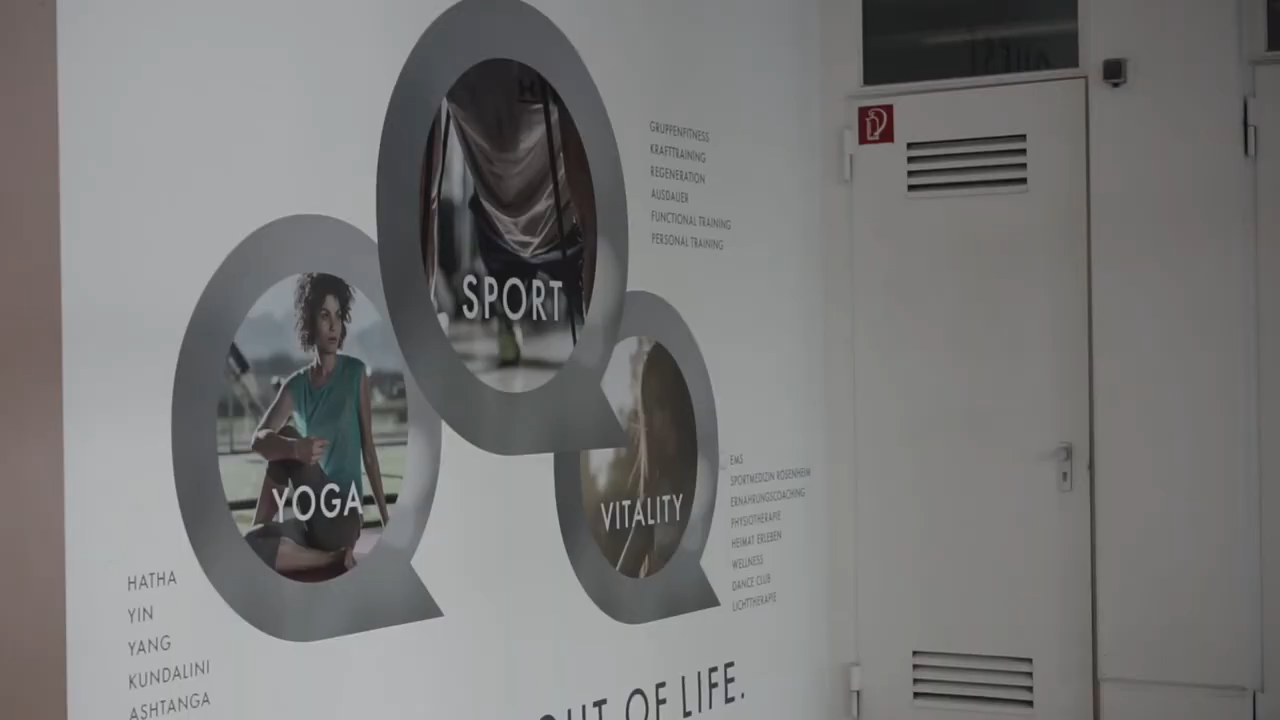 SPORT
GRUPPENFITNESS
KRAFTTRAINING
REGENERATION
AUSDAUER
FUNCTIONAL TRAINING
PERSONAL TRAINING
YOGA
HATHA
YIN
YANG
KUNDALINI
ASHTANGA
VITALITY
EMS
SPORTMEDIZIN ROSENHEIM
ERNÄHRUNGSCOACHING
PHYSIOTHERAPIE
HEIMAT ERLEBEN
WELLNESS
DANCE CLUB
LICHTTHERAPIE
OUT OF LIFE.